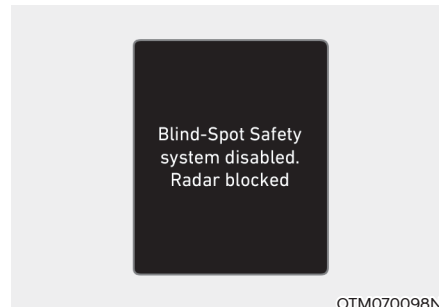 Blind-Spot Safety
system disabled.
Radar blocked
OTM070098N